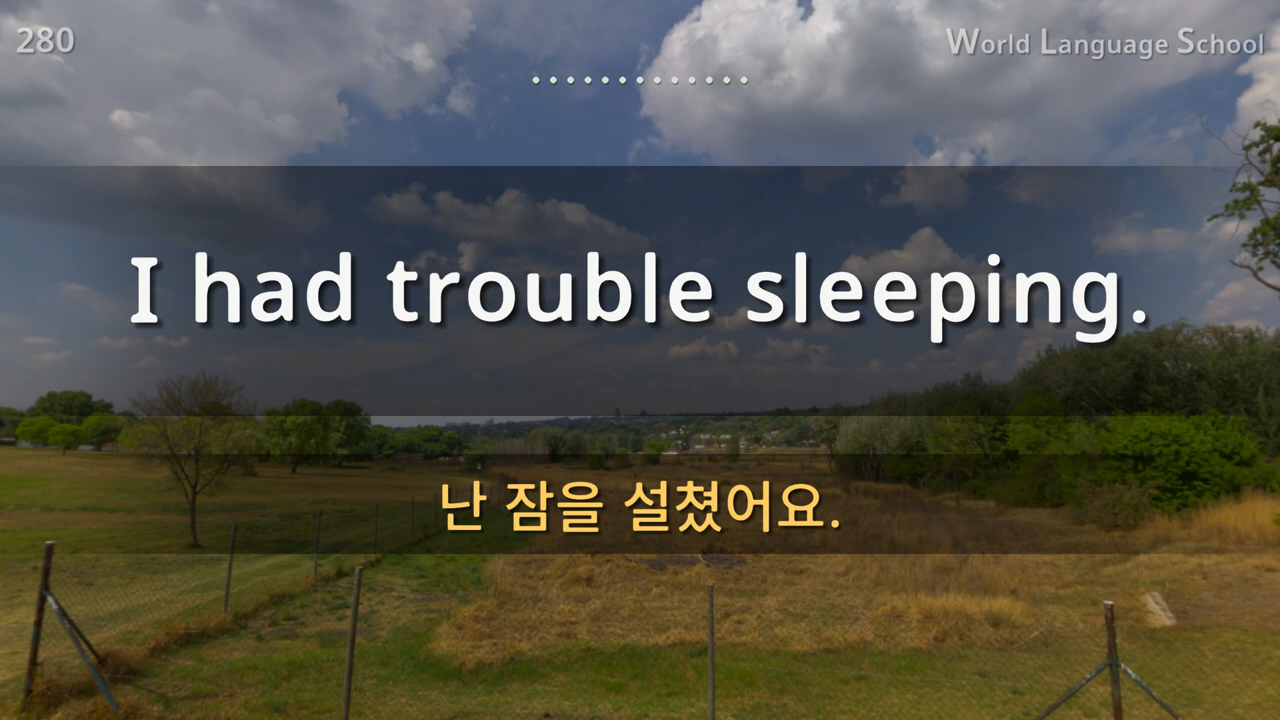 280
World Language School
I had trouble sleeping.
난 잠을 설쳤어요.